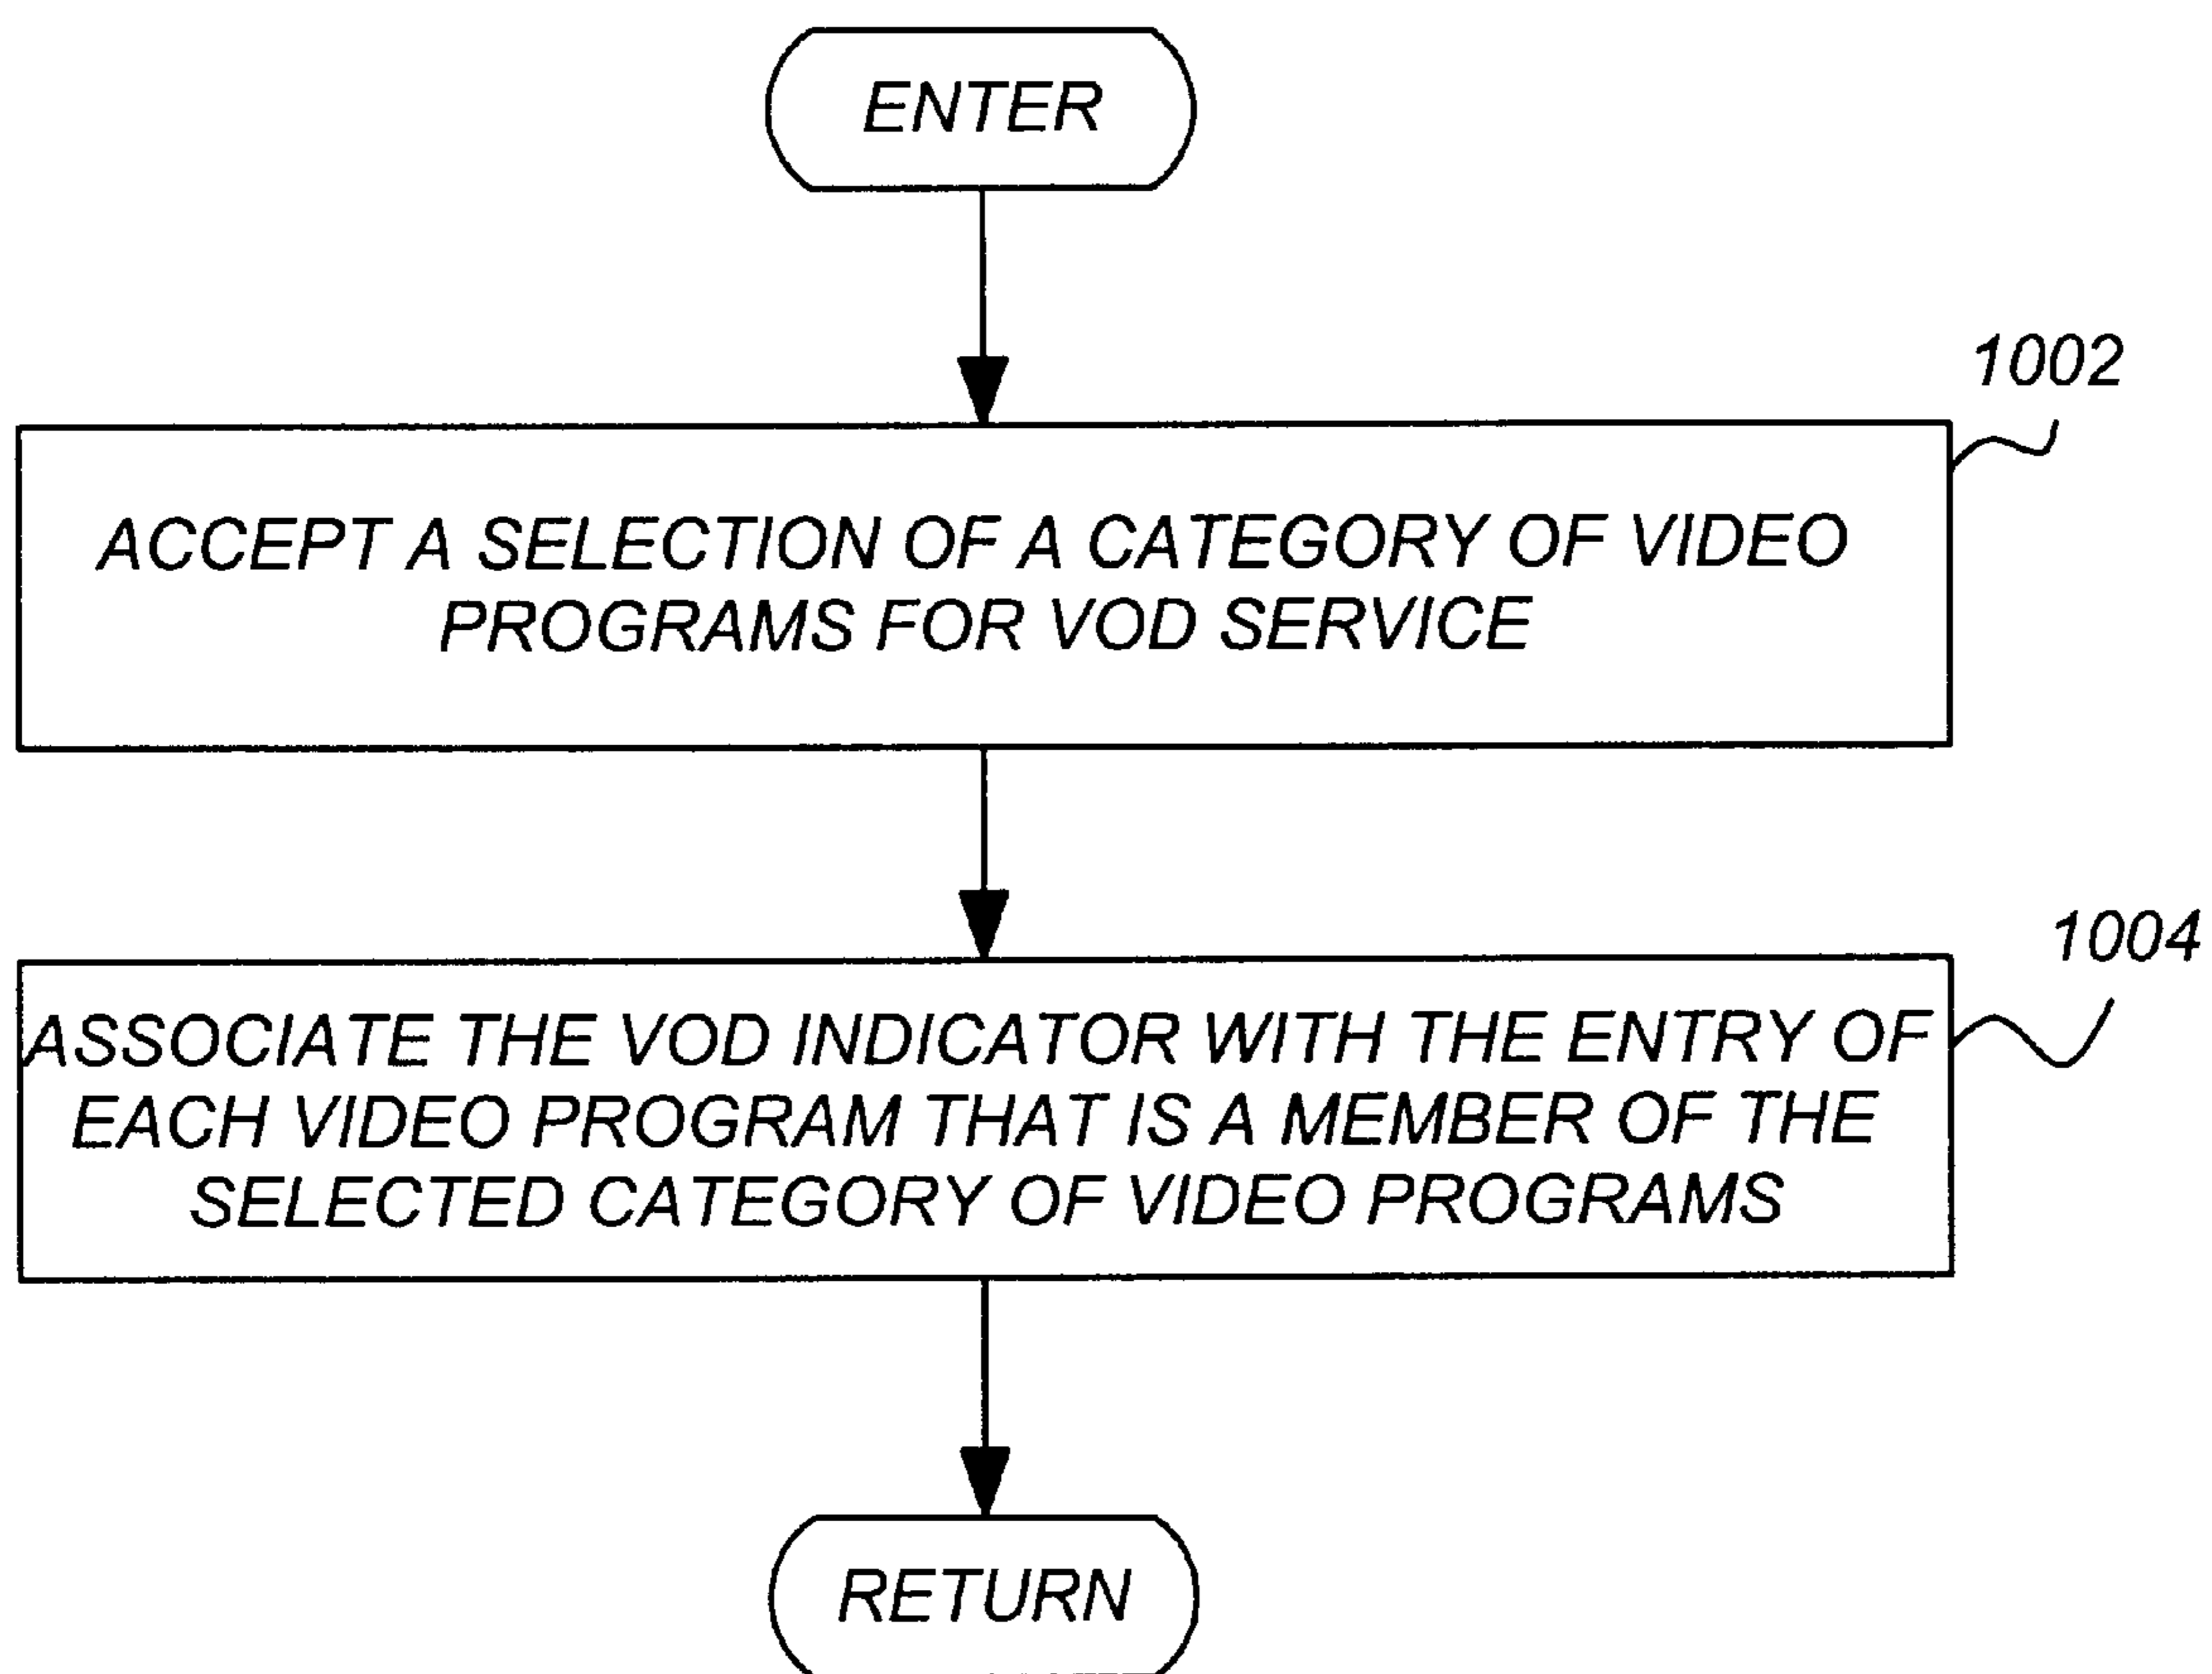 ENTER
1002
ACCEPT A SELECTION OF A CATEGORY OF VIDEO
PROGRAMS FOR VOD SERVICE
1004
ASSOCIATE THE VOD INDICATOR WITH THE ENTRY OF
EACH VIDEO PROGRAM THAT IS A MEMBER OF THE
SELECTED CATEGORY OF VIDEO PROGRAMS
RETURN